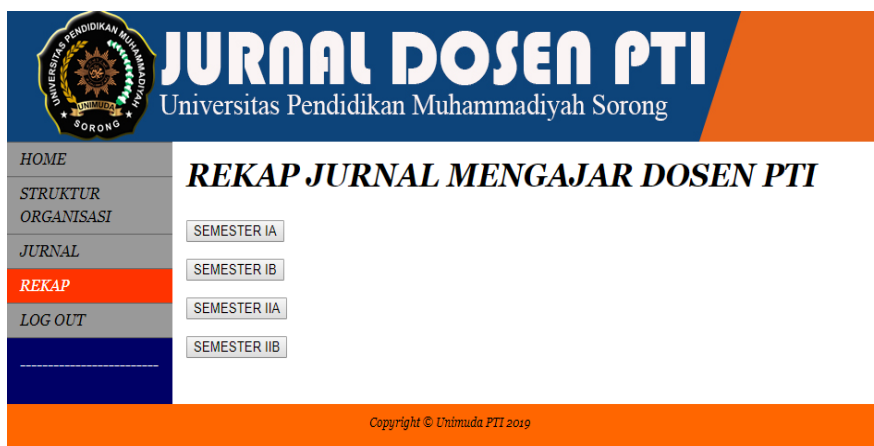 UNIVERSITAS PENDIDIKAN MUHAMMADIYAH
UNIMUDA
SORONG
JURNAL DOSEN PTI
Universitas Pendidikan Muhammadiyah Sorong
HOME
STRUKTUR
ORGANISASI
JURNAL
REKAP
LOG OUT
-------------------------
REKAP JURNAL MENGAJAR DOSEN PTI
SEMESTER IA
SEMESTER IB
SEMESTER IIA
SEMESTER IIB
Copyright © Unimuda PTI 2019